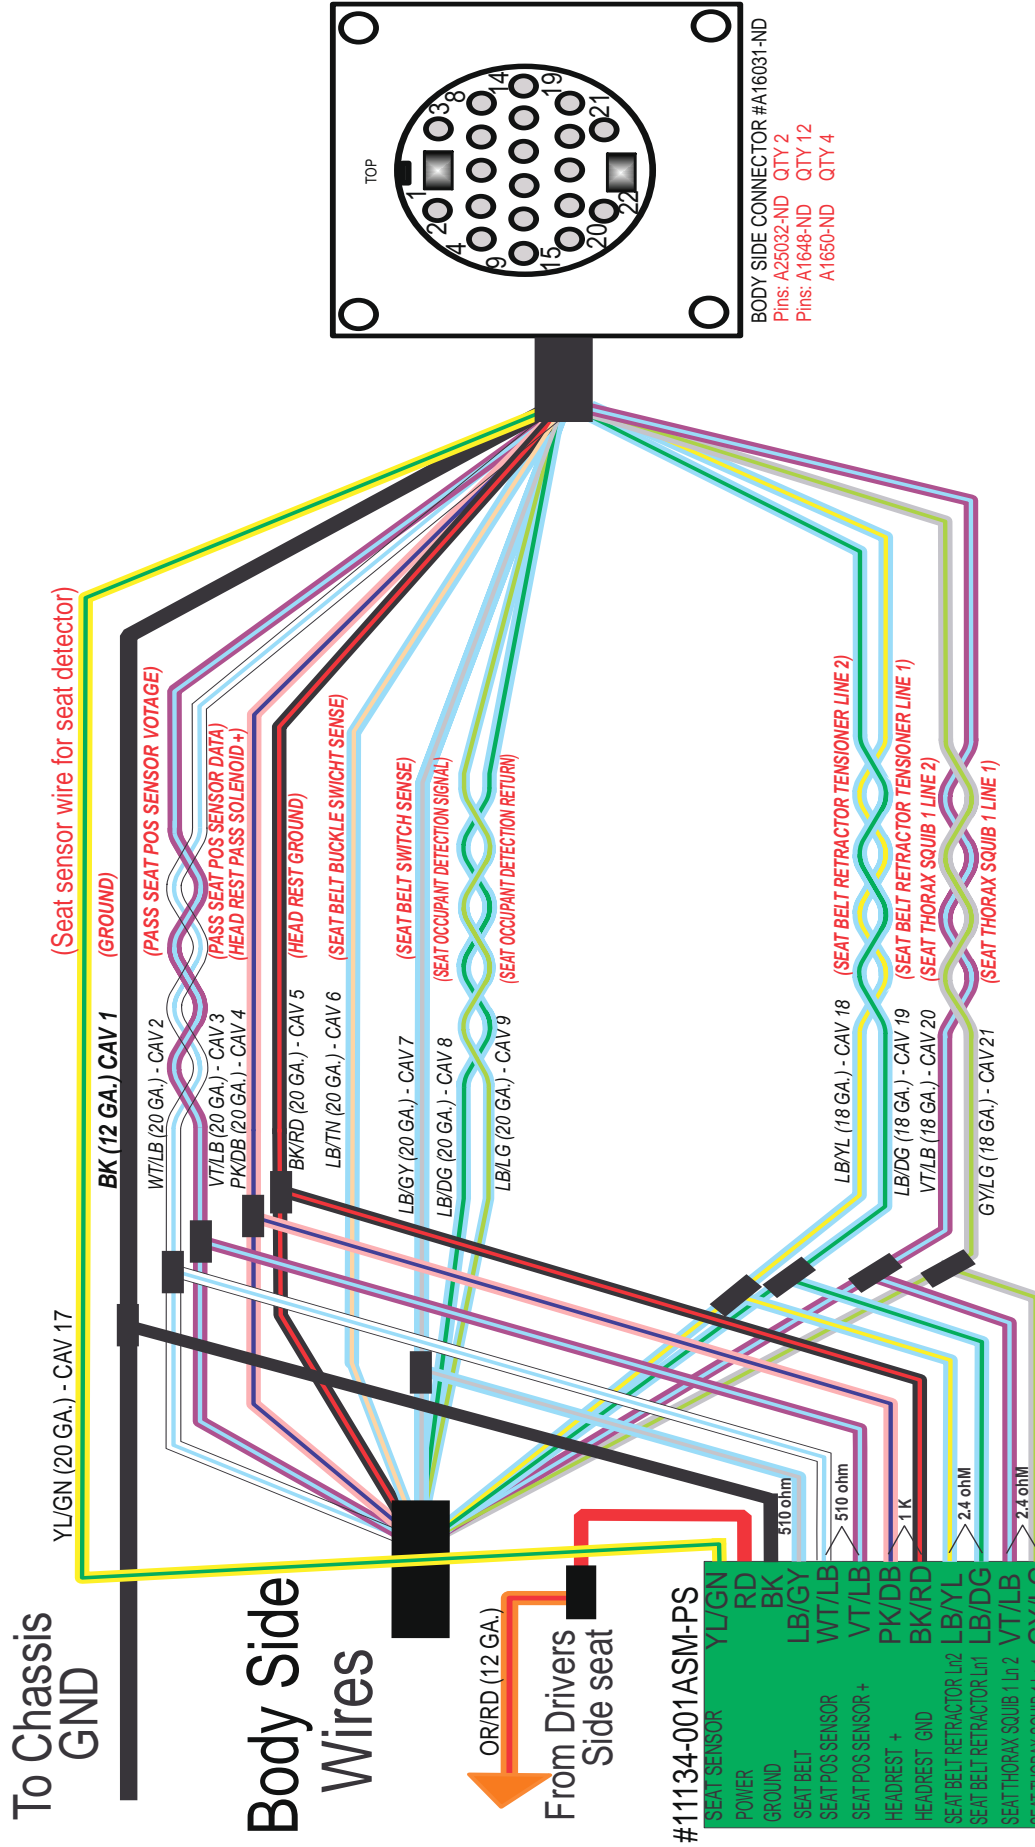 To Chassis
GND
YL/GN (20 GA.) - CAV 17
(Seat sensor wire for seat detector)
BK (12 GA.) CAV 1
(GROUND)
WT/LB (20 GA.) - CAV 2
(PASS SEAT POS SENSOR VOTAGE)
VT/LB (20 GA.) - CAV 3
(PASS SEAT POS SENSOR DATA)
PK/DB (20 GA.) - CAV 4
(HEAD REST PASS SOLENOID+)
BK/RD (20 GA.) - CAV 5
(HEAD REST GROUND)
LB/TN (20 GA.) - CAV 6
(SEAT BELT BUCKLE SWICHT SENSE)
LB/GY (20 GA.) - CAV 7
(SEAT BELT SWITCH SENSE)
LB/DG (20 GA.) - CAV 8
(SEAT OCCUPANT DETECTION SIGNAL)
LB/LG (20 GA.) - CAV 9
(SEAT OCCUPANT DETECTION RETURN)
LB/YL (18 GA.) - CAV 18
(SEAT BELT RETRACTOR TENSIONER LINE 2)
LB/DG (18 GA.) - CAV 19
(SEAT BELT RETRACTOR TENSIONER LINE 1)
VT/LB (18 GA.) - CAV 20
(SEAT THORAX SQUIB 1 LINE 2)
GY/LG (18 GA.) - CAV 21
(SEAT THORAX SQUIB 1 LINE 1)
Body Side
Wires
OR/RD (12 GA.)
From Drivers
Side seat
#11134-001ASM-PS
SEAT SENSOR YL/GN
POWER RD
GROUND BK
SEAT BELT LB/GY
510 ohm
SEAT POS SENSOR WT/LB
SEAT POS SENSOR + VT/LB
510 ohm
HEADREST + PK/DB
HEADREST GND BK/RD
1 K
SEAT BELT RETRACTOR Ln2 LB/YL
SEAT BELT RETRACTOR Ln1 LB/DG
2.4 ohM
SEAT THORAX SQUIB 1 Ln 2 VT/LB
2.4 ohM
TOP
1
2
3
4
8
9
14
15
19
20
21
22
BODY SIDE CONNECTOR #A16031-ND
Pins: A25032-ND QTY 2
Pins: A1648-ND QTY 12
A1650-ND QTY 4